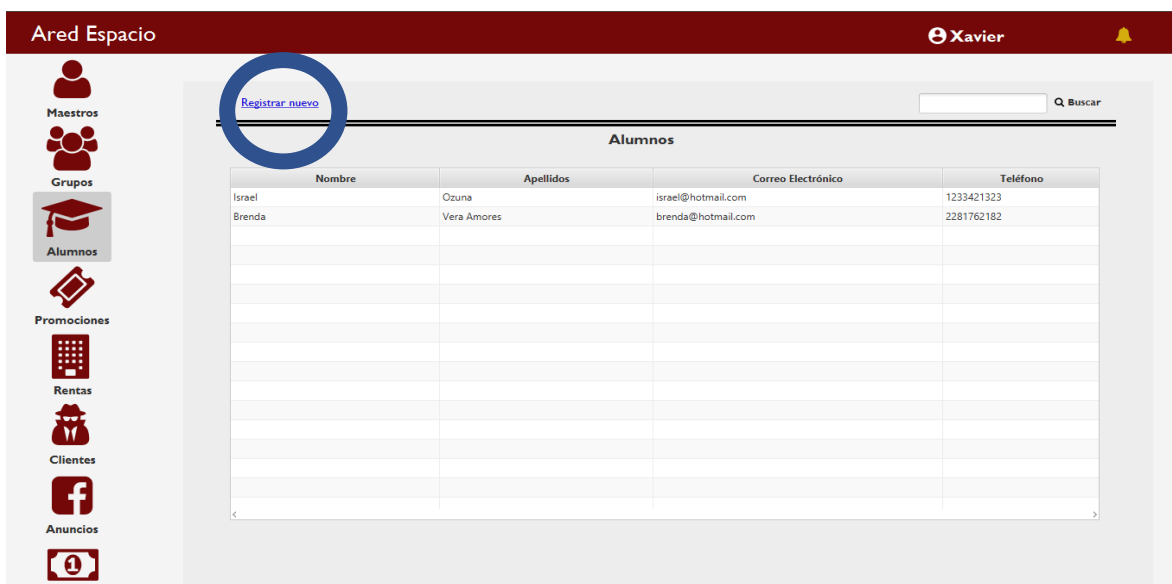 Ared Espacio
Xavier
Maestros
Grupos
Alumnos
Promociones
Rentas
Clientes
Anuncios
1
Registrar nuevo
Buscar
Alumnos
Nombre Apellidos Correo Electrónico Teléfono
Israel Ozuna israel@hotmail.com 1233421323
Brenda Vera Amores brenda@hotmail.com 2281762182